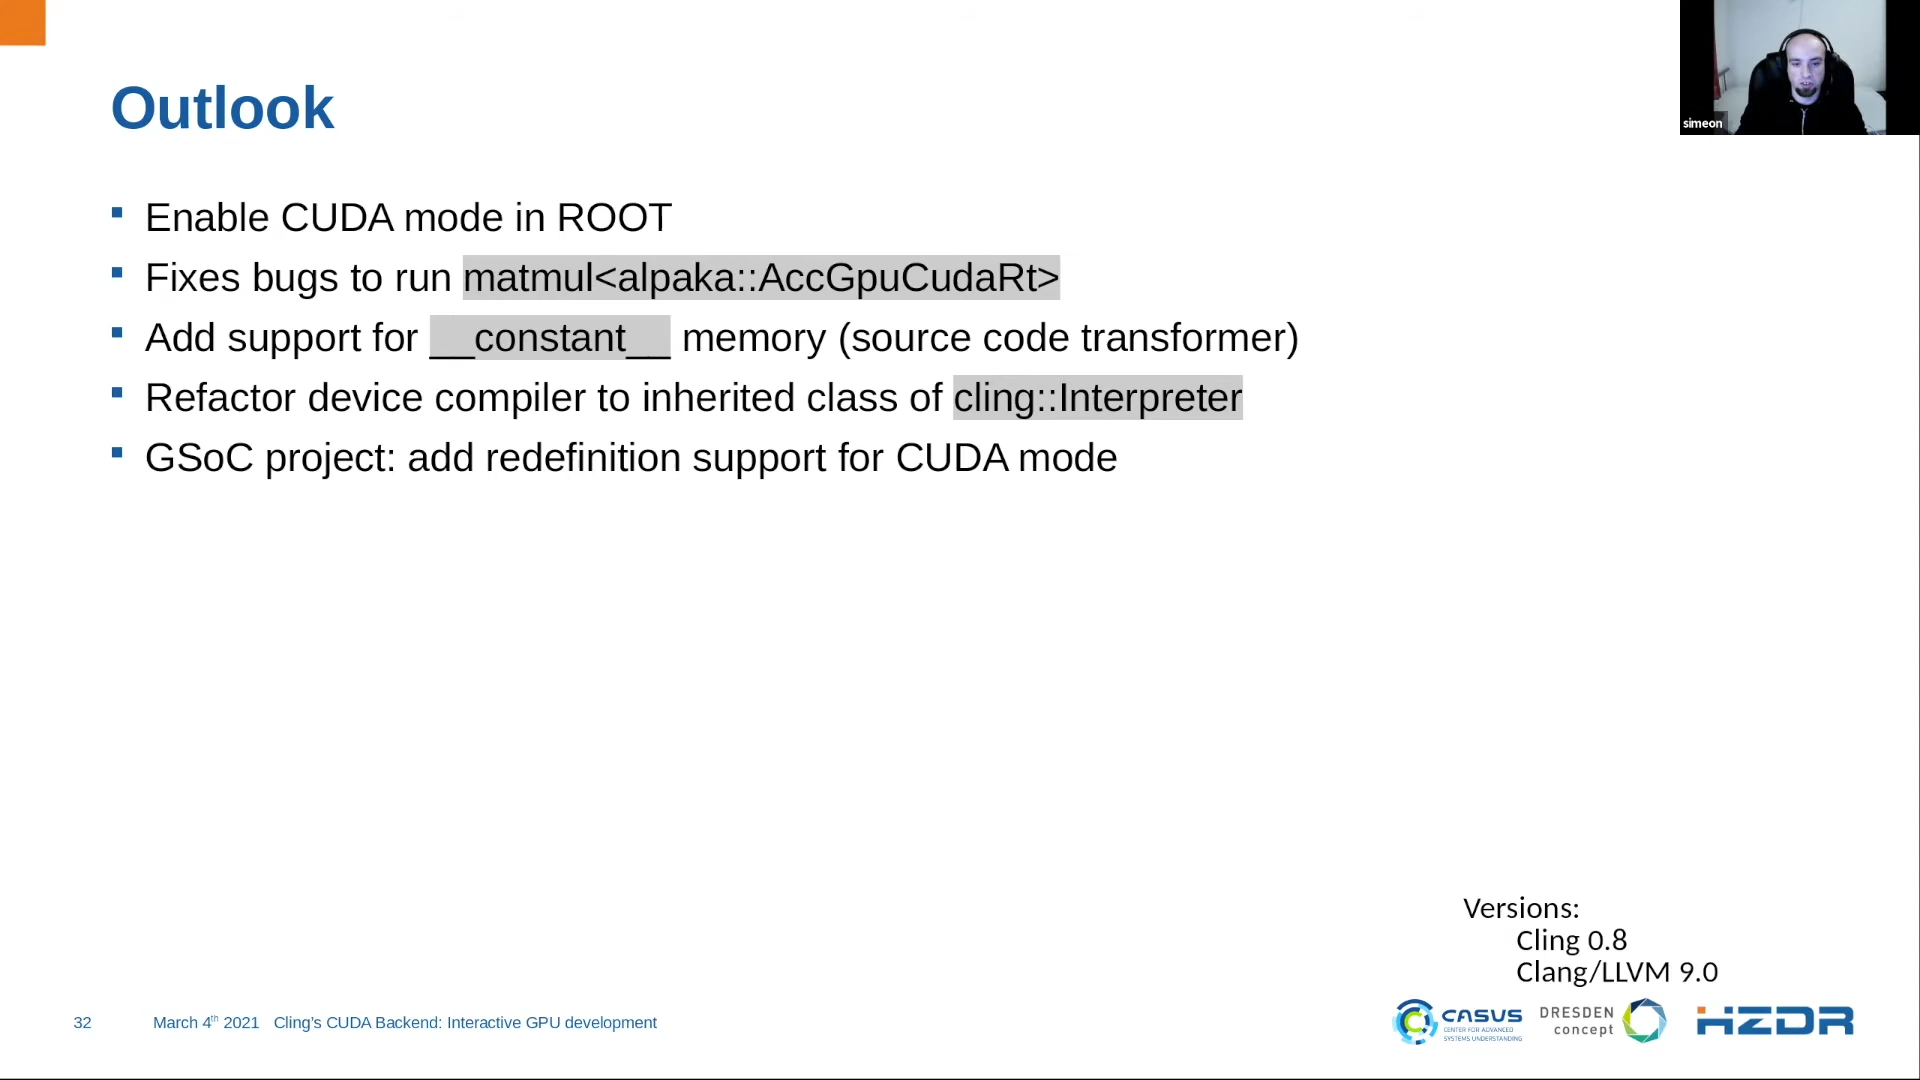 simeon
Outlook
Enable CUDA mode in ROOT
Fixes bugs to run matmul<alpaka::AccGpuCudaRt>
Add support for __constant__ memory (source code transformer)
Refactor device compiler to inherited class of cling::Interpreter
GSoC project: add redefinition support for CUDA mode
Versions:
Cling 0.8
Clang/LLVM 9.0
32 March 4th 2021 Cling's CUDA Backend: Interactive GPU development
CASUS
CENTER FOR ADVANCED
SYSTEMS UNDERSTANDING
DRESDEN
concept
HZDR